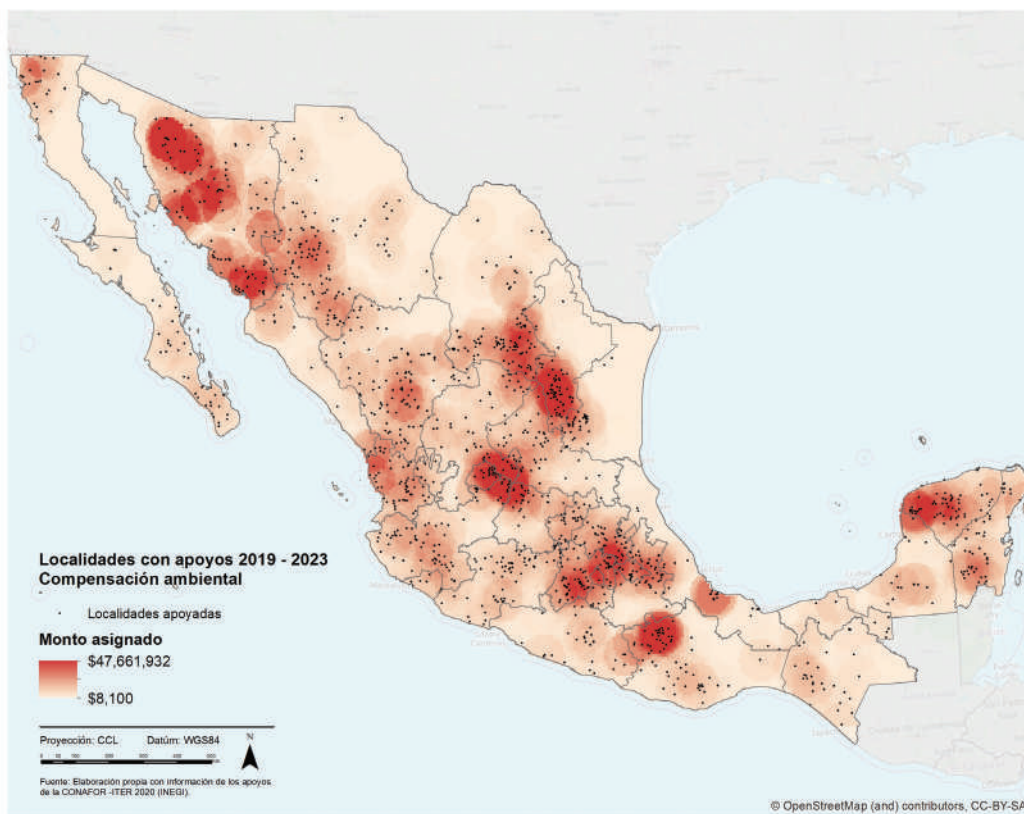 Localidades con apoyos 2019 - 2023
Compensación ambiental
Localidades apoyadas
Monto asignado
$47,661,932
$8,100
Proyección: CCL Datúm: WGS84
N
Fuente: Elaboración propia con información de los apoyos
de la CONAFOR -ITER 2020 (INEGI).
© OpenStreetMap (and) contributors, CC-BY-SA